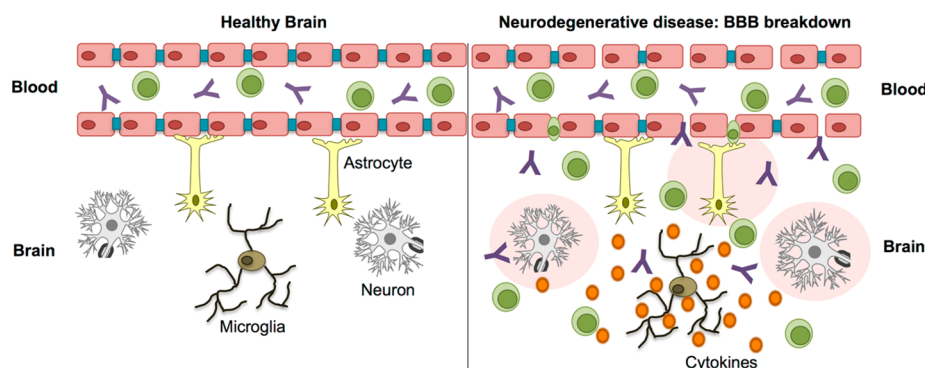 Healthy Brain
Neurodegenerative disease: BBB breakdown
Blood
Blood
Astrocyte
Brain
Brain
Neuron
Microglia
Cytokines